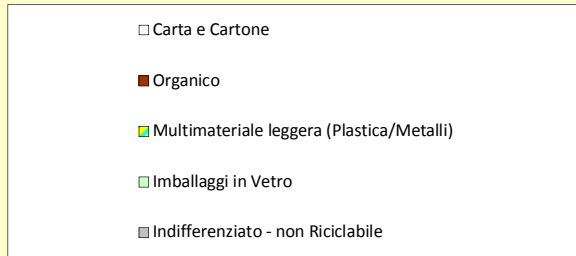 Carta e Cartone
Organico
Multimateriale leggera (Plastica/Metalli)
Imballaggi in Vetro
Indifferenziato - non Riciclabile